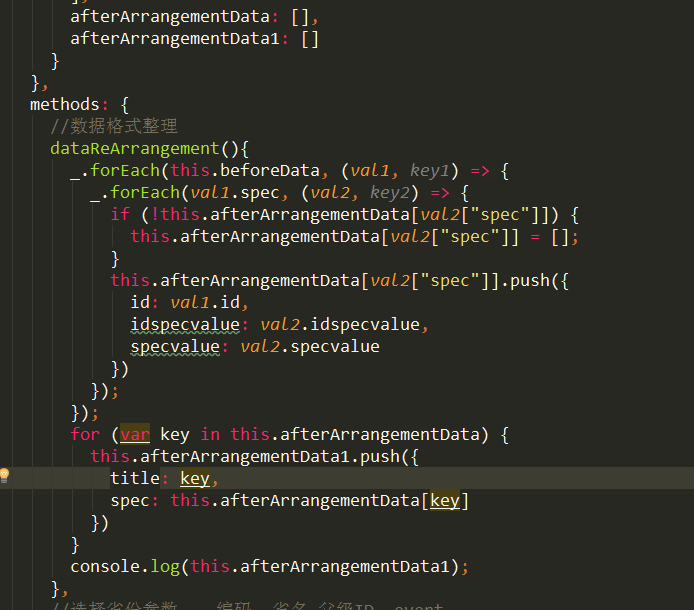 afterArrangementData: [],
afterArrangementData1: []
}
},
methods: {
//数据格式整理
dataReArrangement(){
_.forEach(this.beforeData, (val1, key1) => {
_.forEach(val1.spec, (val2, key2) => {
if (!this.afterArrangementData[val2["spec"]]) {
this.afterArrangementData[val2["spec"]] = [];
}
this.afterArrangementData[val2["spec"]].push({
id: val1.id,
idspecvalue: val2.idspecvalue,
specvalue: val2.specvalue
})
});
});
for (var key in this.afterArrangementData) {
this.afterArrangementData1.push({
title: key,
spec: this.afterArrangementData[key]
})
}
console.log(this.afterArrangementData1);
},